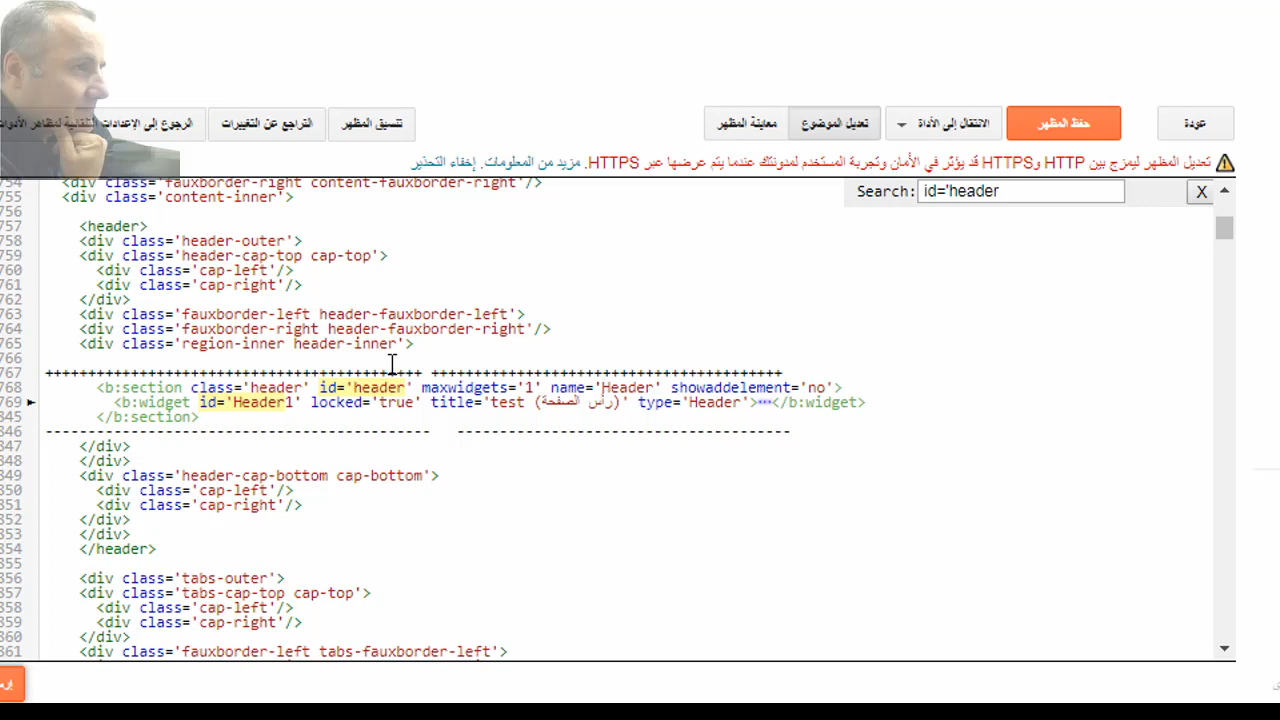 عودة
حفظ المظهر
الانتقال إلى الأداة
تعديل الموضوع
معاينة المظهر
تنسيق المظهر
التراجع عن التغييرات
الرجوع إلى الإعدادات التلقائية لمظاهر الأدوات
تعديل المظهر ليمزج بين HTTP وHTTPS قد يؤثر في الأمان وتجربة المستخدم لمدونتك عندما يتم عرضها عبر HTTPS. مزيد من المعلومات. إخفاء التحذير
Search: id='header X
754 <div class='fauxborder-right content-fauxborder-right'/>
755 <div class='content-inner'>
756
757 <header>
758 <div class='header-outer'>
759 <div class='header-cap-top cap-top'>
760 <div class='cap-left'/>
761 <div class='cap-right'/>
762 </div>
763 <div class='fauxborder-left header-fauxborder-left'>
764 <div class='fauxborder-right header-fauxborder-right'/>
765 <div class='region-inner header-inner'>
766
767 ++++++++++++++++++++++++++++++++++++++++++++ +++++++++++++++++++++++++++++++++++++++++
768 <b:section class='header' id='header' maxwidgets='1' name='Header' showaddelement='no'>
769 <b:widget id='Header1' locked='true' title='test (رأس الصفحة)' type='Header'>↔</b:widget>
845 </b:section>
846 --------------------------------------------- ---------------------------------------
847 </div>
848 </div>
849 <div class='header-cap-bottom cap-bottom'>
850 <div class='cap-left'/>
851 <div class='cap-right'/>
852 </div>
853 </div>
854 </header>
855
856 <div class='tabs-outer'>
857 <div class='tabs-cap-top cap-top'>
858 <div class='cap-left'/>
859 <div class='cap-right'/>
860 </div>
861 <div class='fauxborder-left tabs-fauxborder-left'>